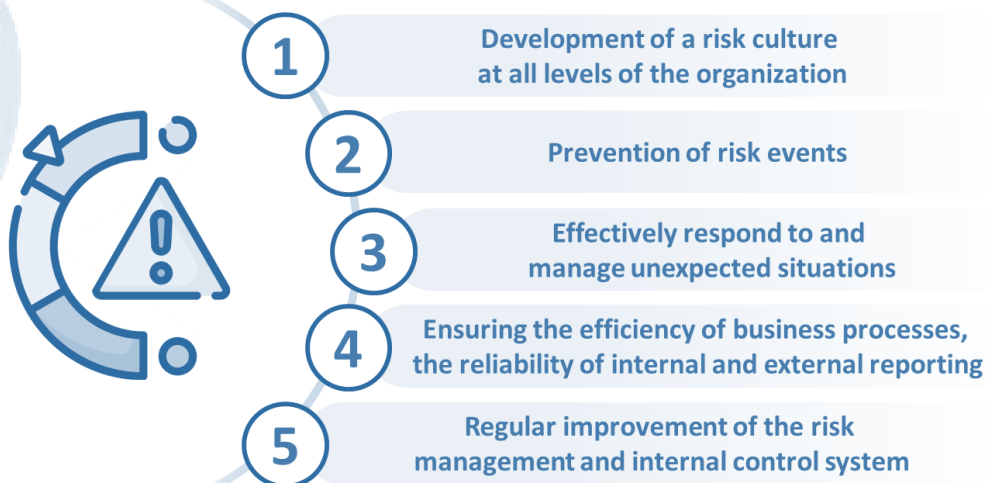 1
Development of a risk culture
at all levels of the organization
2
Prevention of risk events
3
Effectively respond to and
manage unexpected situations
4
Ensuring the efficiency of business processes,
the reliability of internal and external reporting
5
Regular improvement of the risk
management and internal control system